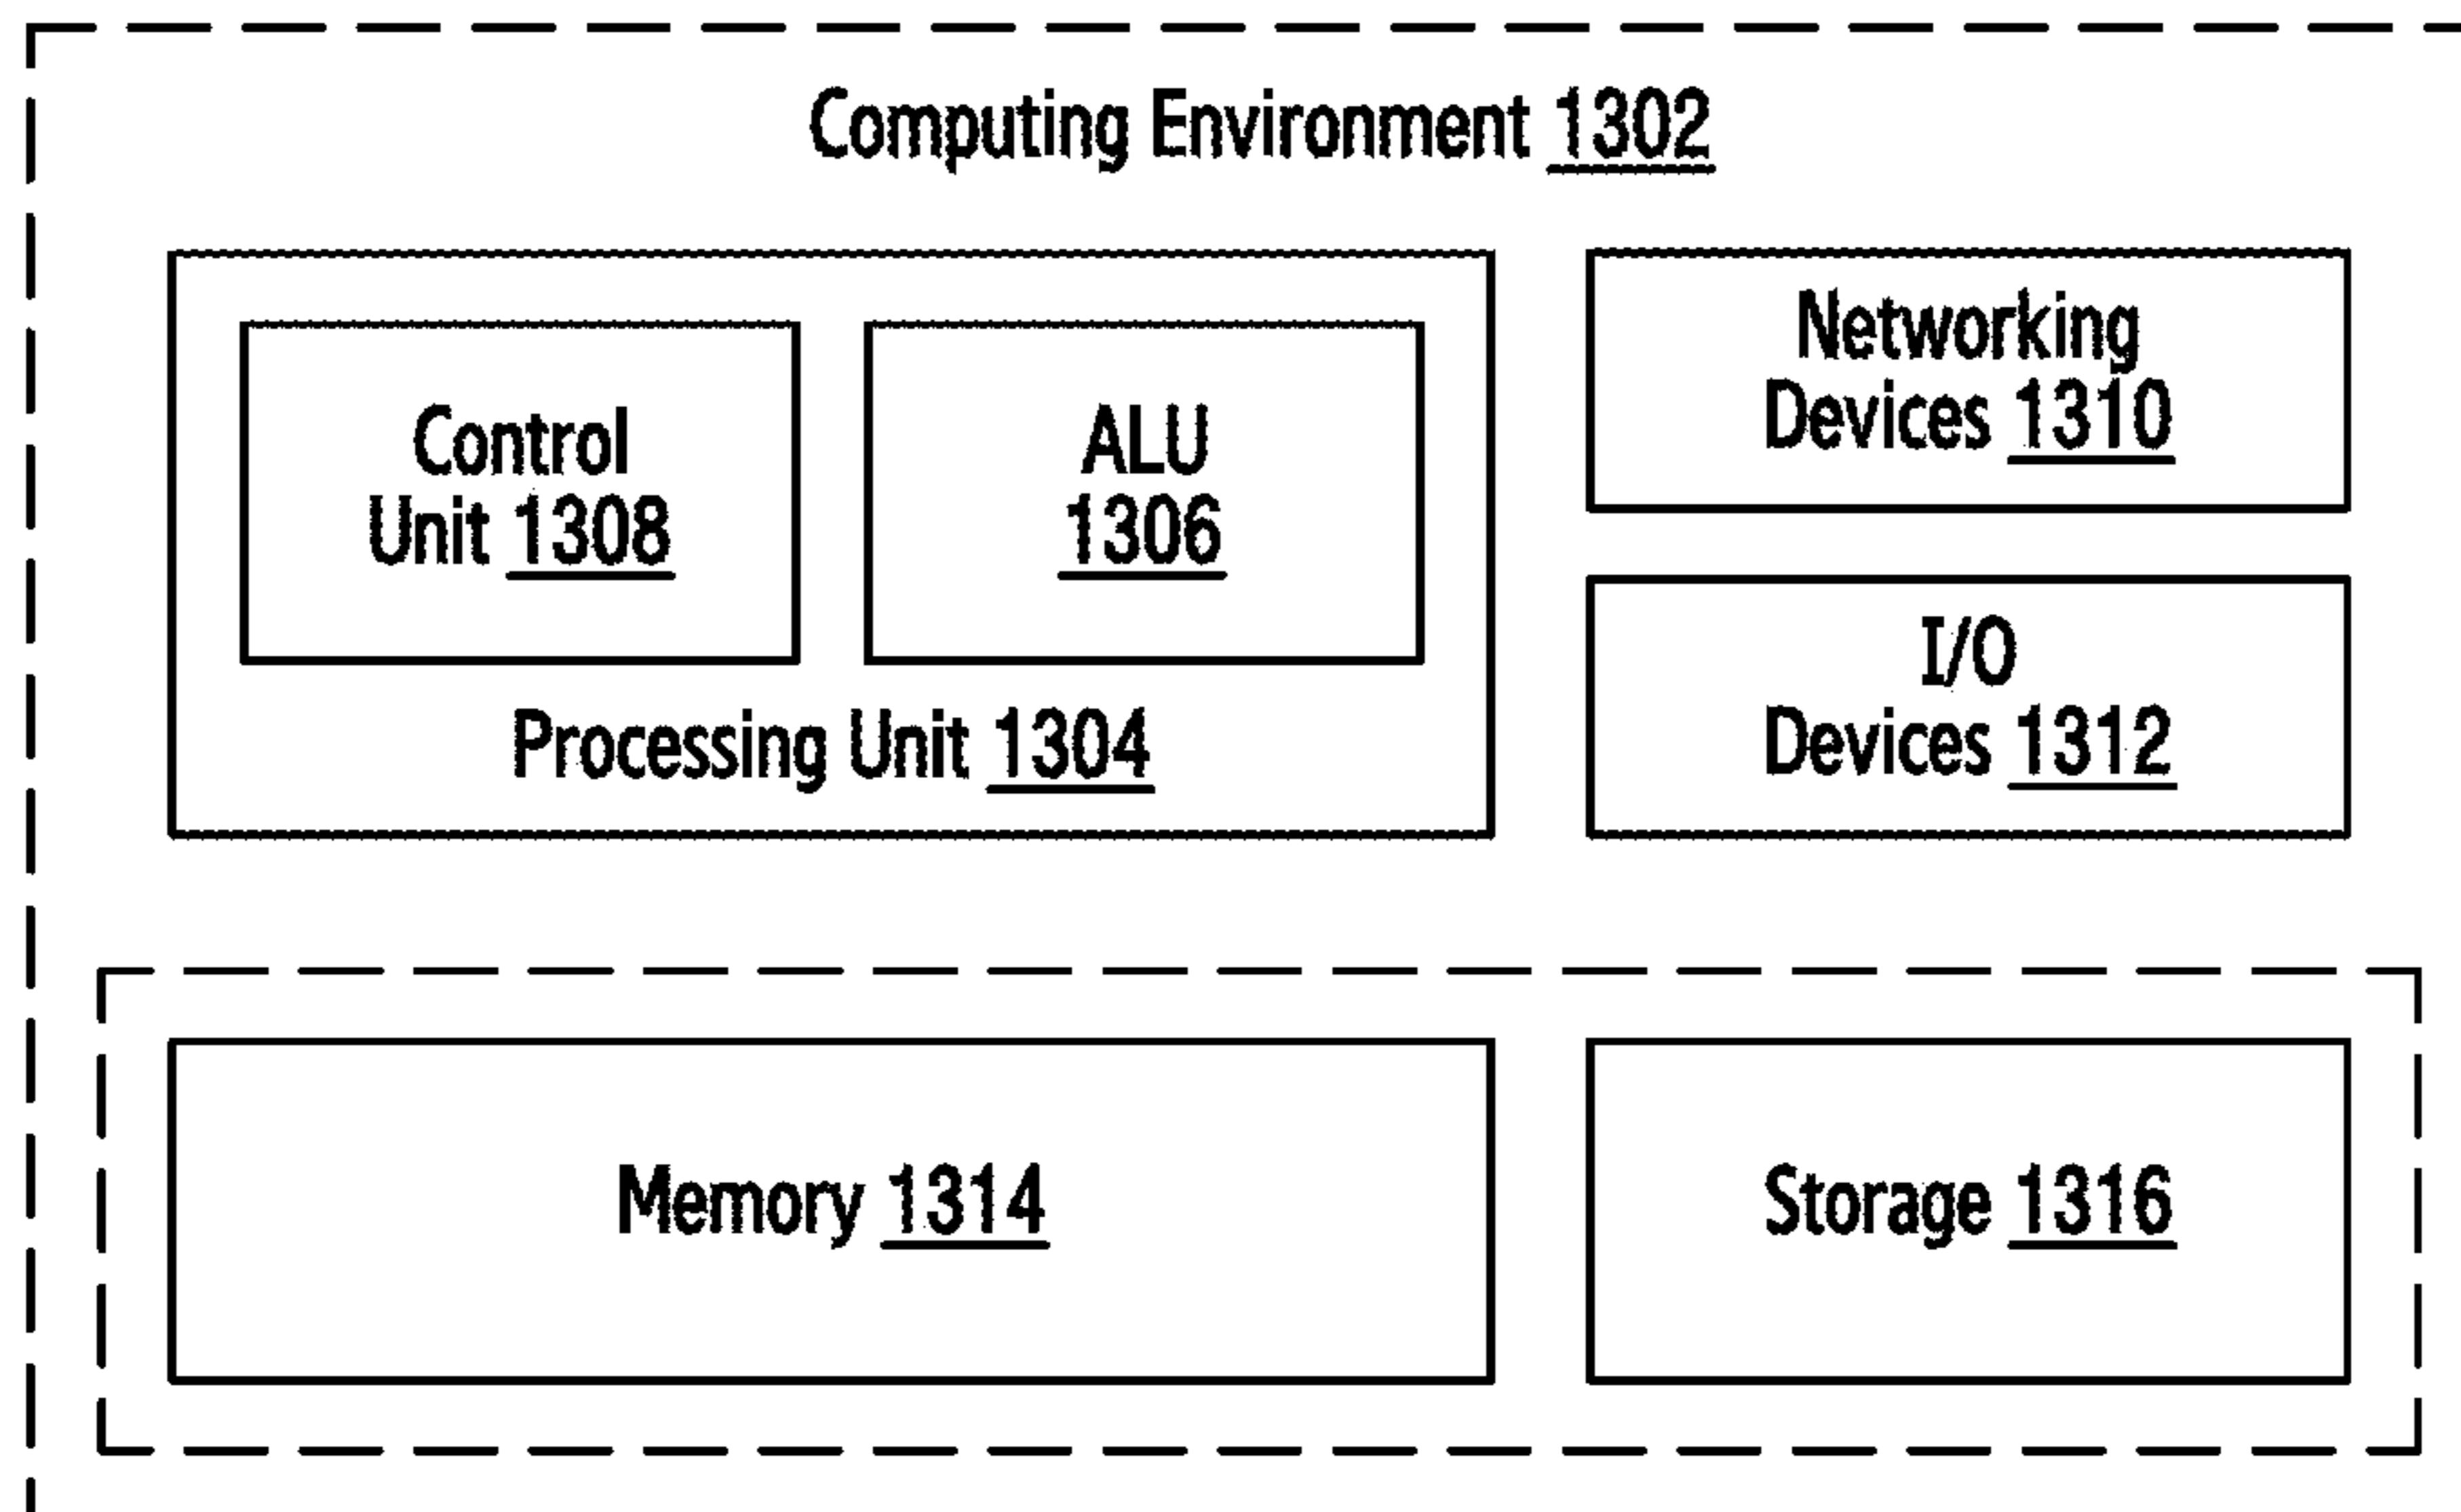 Computing Environment 1302
Control
Unit 1308
ALU
1306
Processing Unit 1304
Networking
Devices 1310
I/O
Devices 1312
Memory 1314
Storage 1316